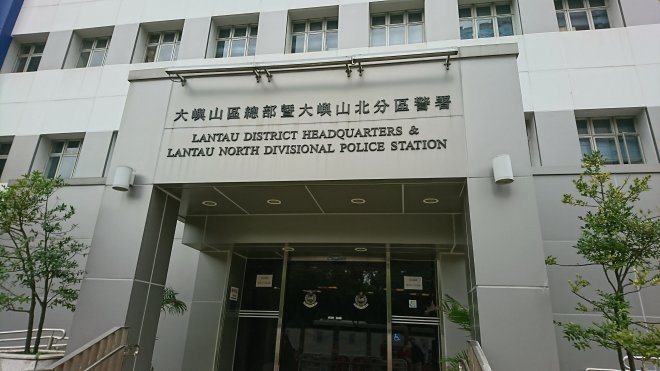 大嶼山區總部暨大嶼山北分區警署
LANTAU DISTRICT HEADQUARTERS &
LANTAU NORTH DIVISIONAL POLICE STATION